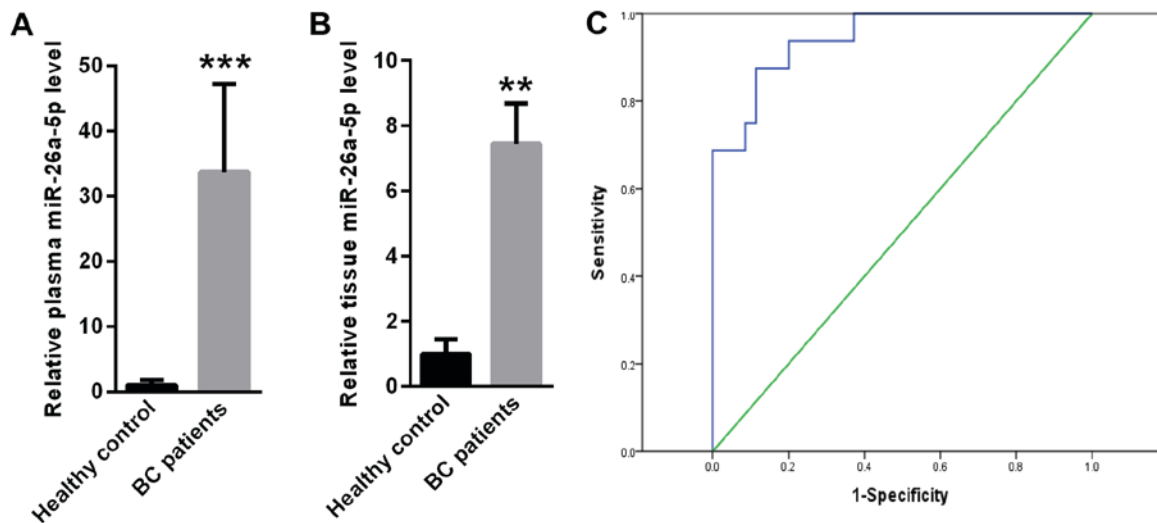 A
Relative plasma miR-26a-5p level
50
40
30
20
10
0
***
Healthy control
BC patients
B
Relative tissue miR-26a-5p level
10
8
6
4
2
0
**
Healthy control
BC patients
C
Sensitivity
1.0
0.8
0.6
0.4
0.2
0.0
0.0 0.2 0.4 0.6 0.8 1.0
1-Specificity